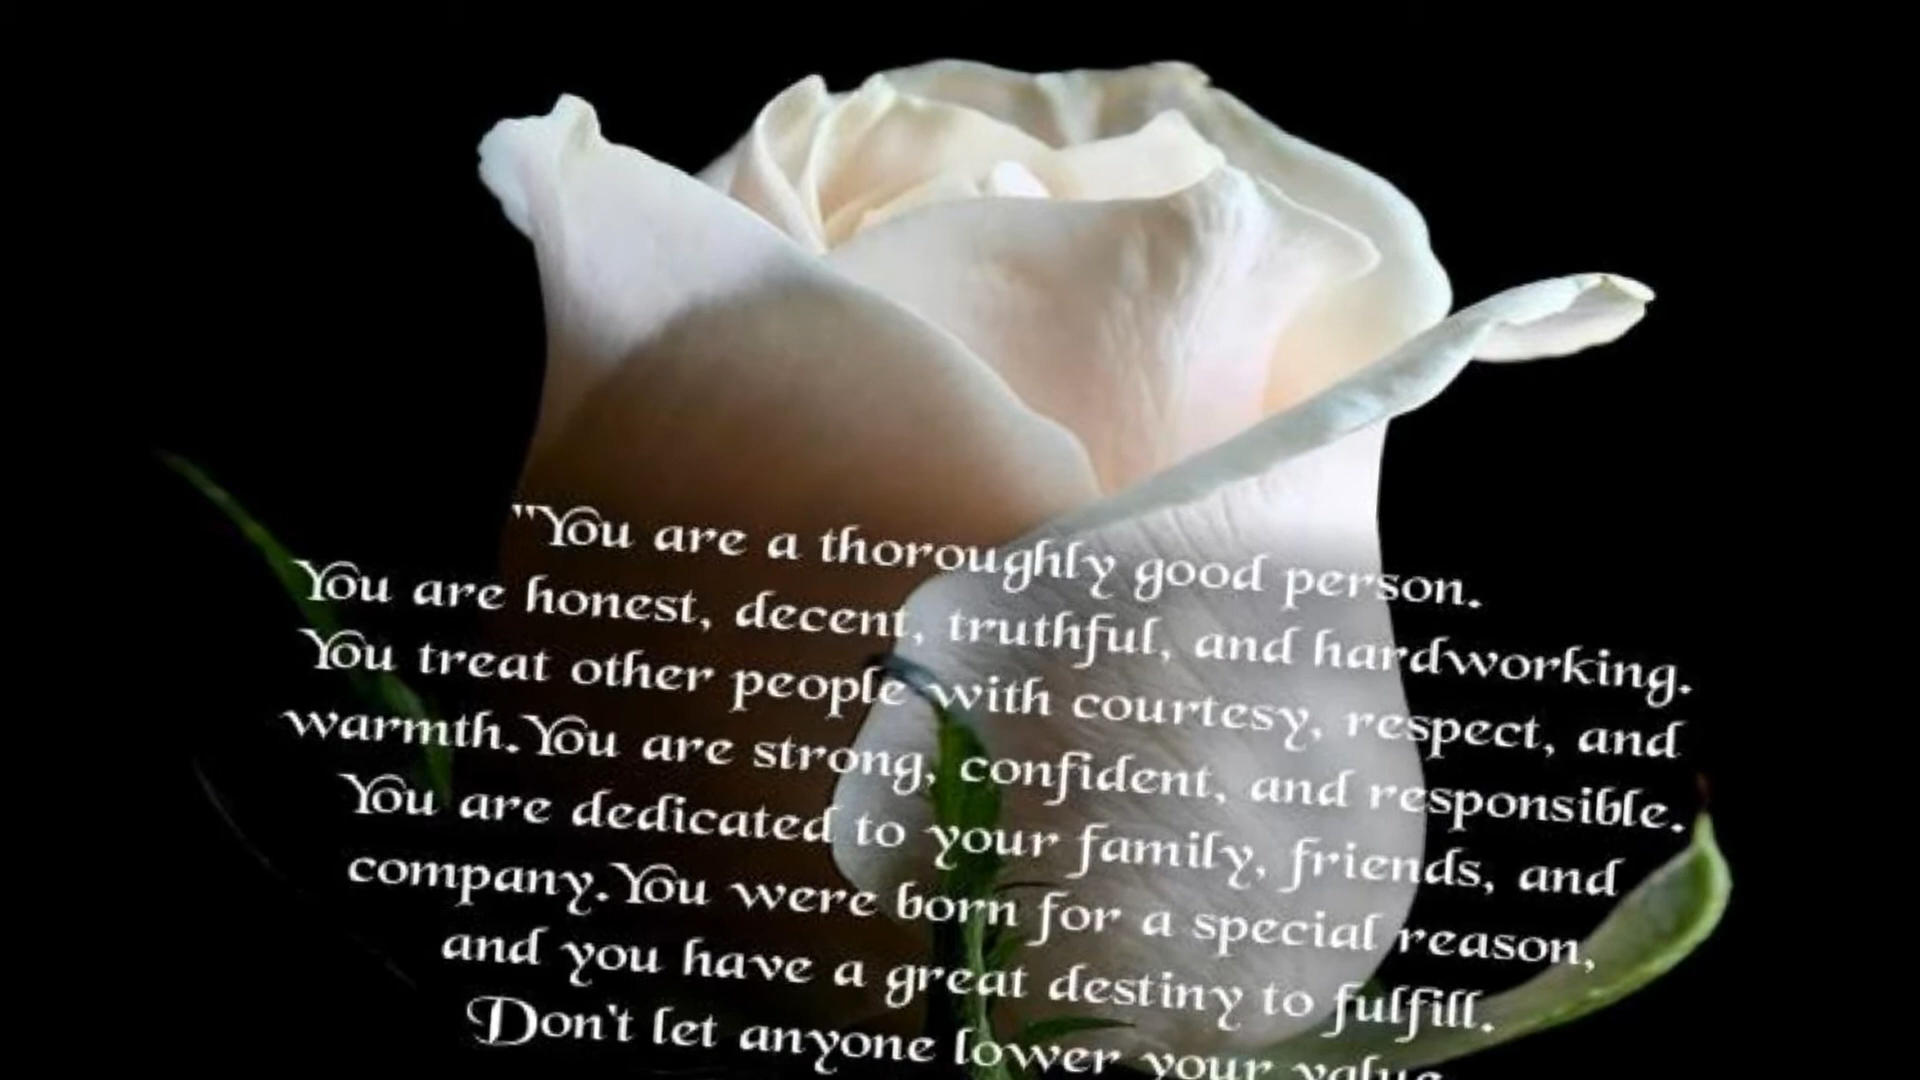 "You are a thoroughly good person.
You are honest, decent, truthful, and hardworking.
You treat other people with courtesy, respect, and
warmth.You are strong, confident, and responsible.
You are dedicated to your family, friends, and
company.You were born for a special reason,
and you have a great destiny to fulfill.
Don't let anyone lower your value